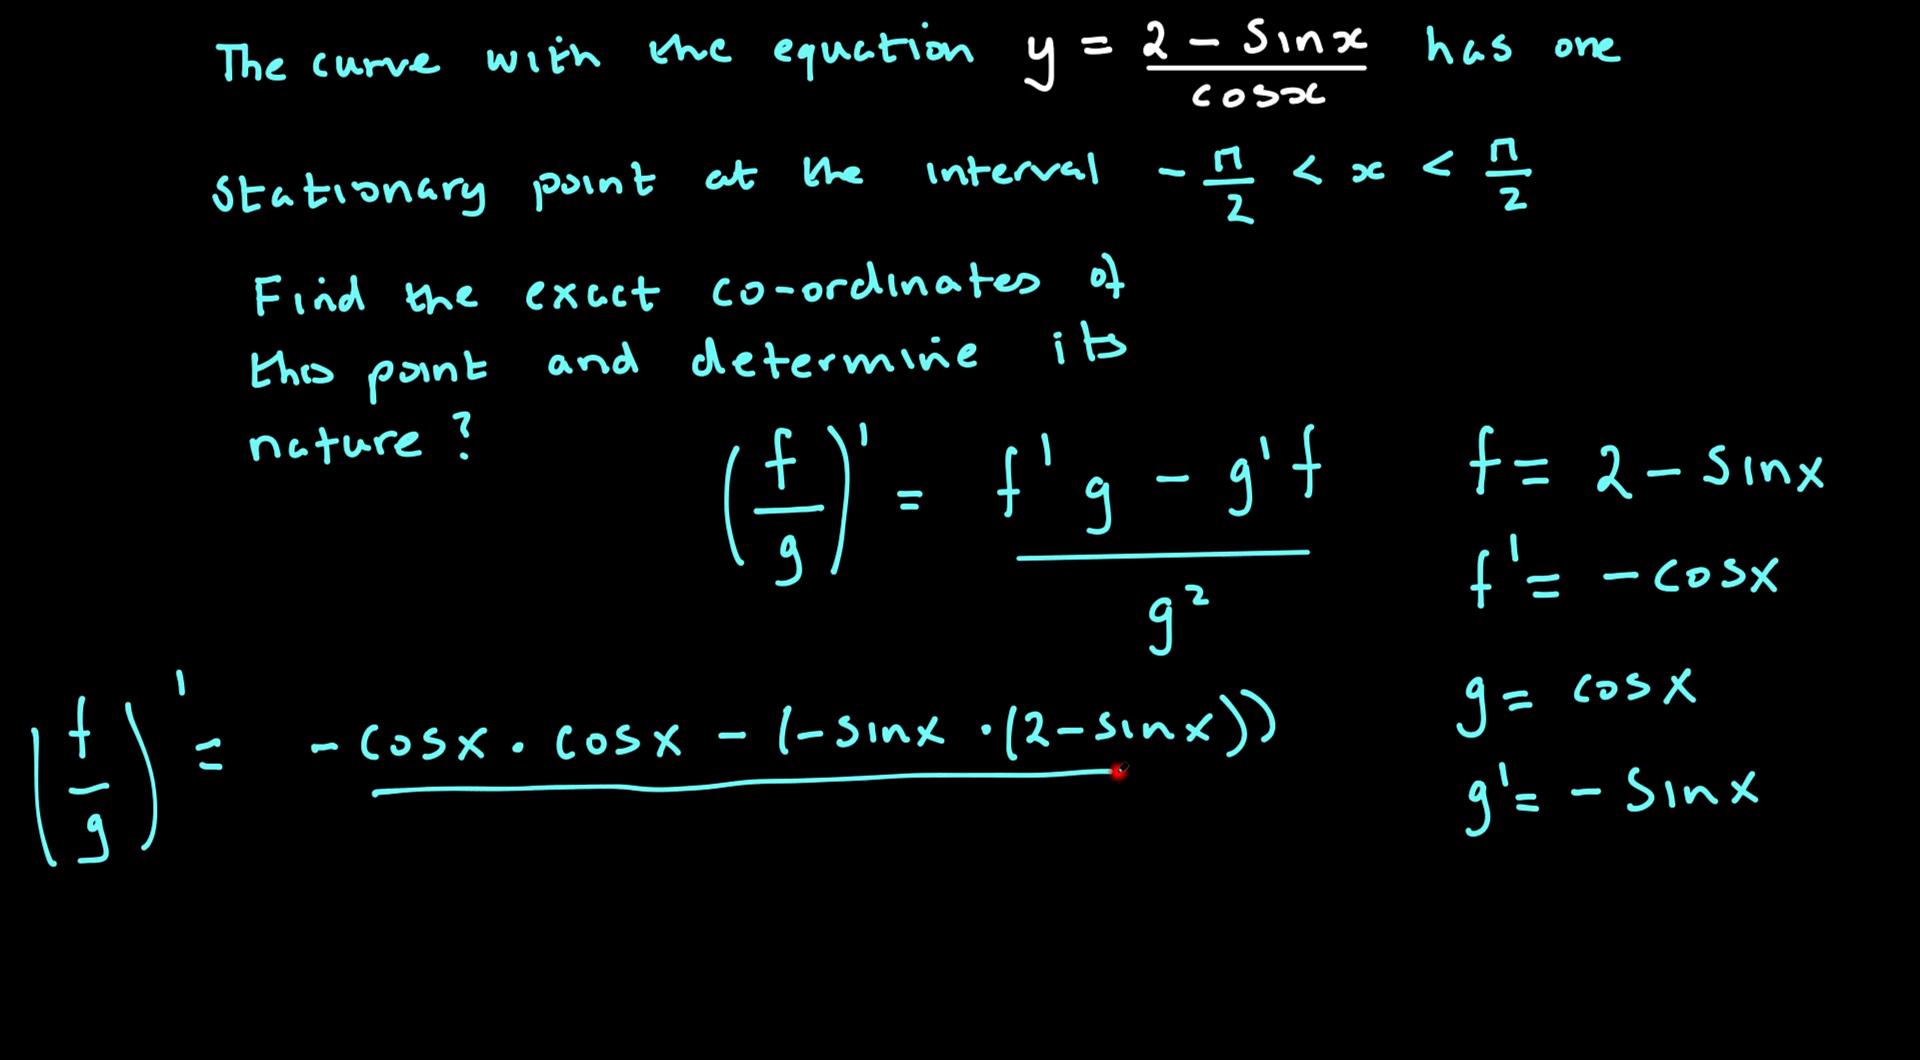 The curve with the equation y = (2 - sinx)/(cosx) has one
stationary point at the interval -π/2 < x < π/2
Find the exact co-ordinates of
this point and determine its
nature?
(f/g)' = (f'g - g'f)/g²
f = 2 - sinx
f' = -cosx
g = cosx
g' = -sinx
(f/g)' = -cosx · cosx - (-sinx · (2-sinx))